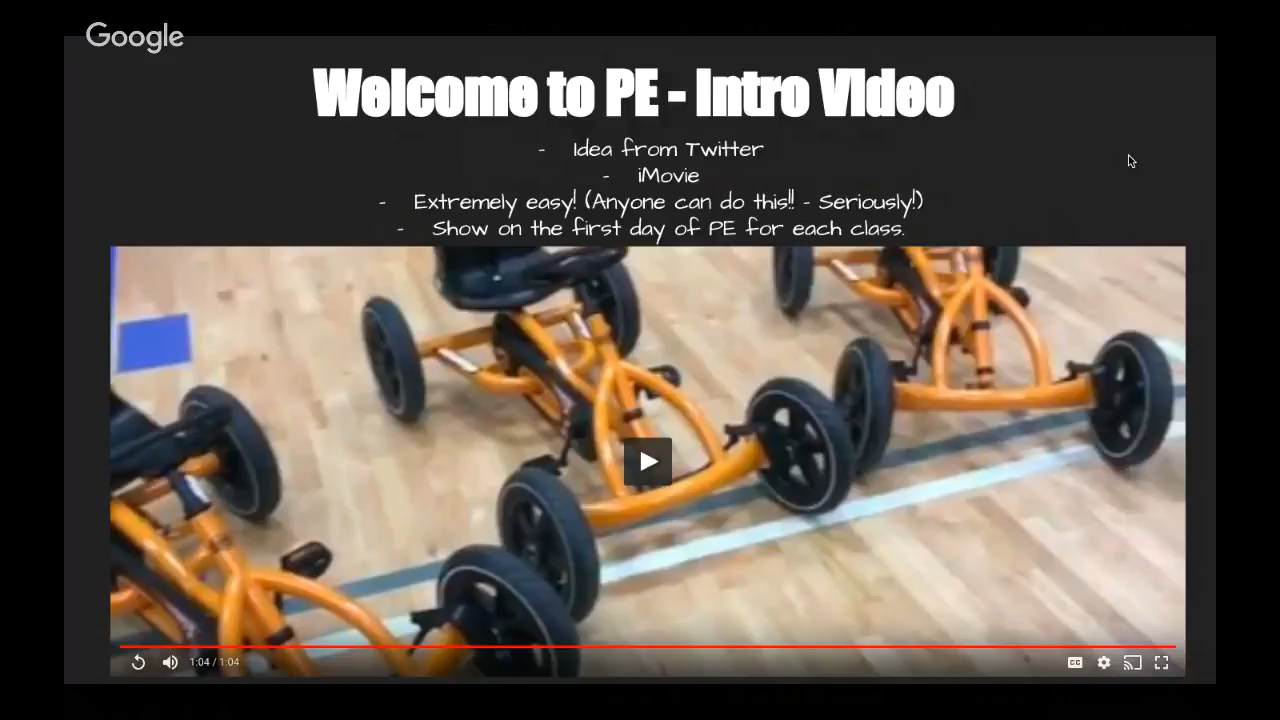 Google
Welcome to PE - Intro Video
- Idea from Twitter
- iMovie
- Extremely easy! (Anyone can do this!! - Seriously!)
- Show on the first day of PE for each class.
1:04 / 1:04
CC